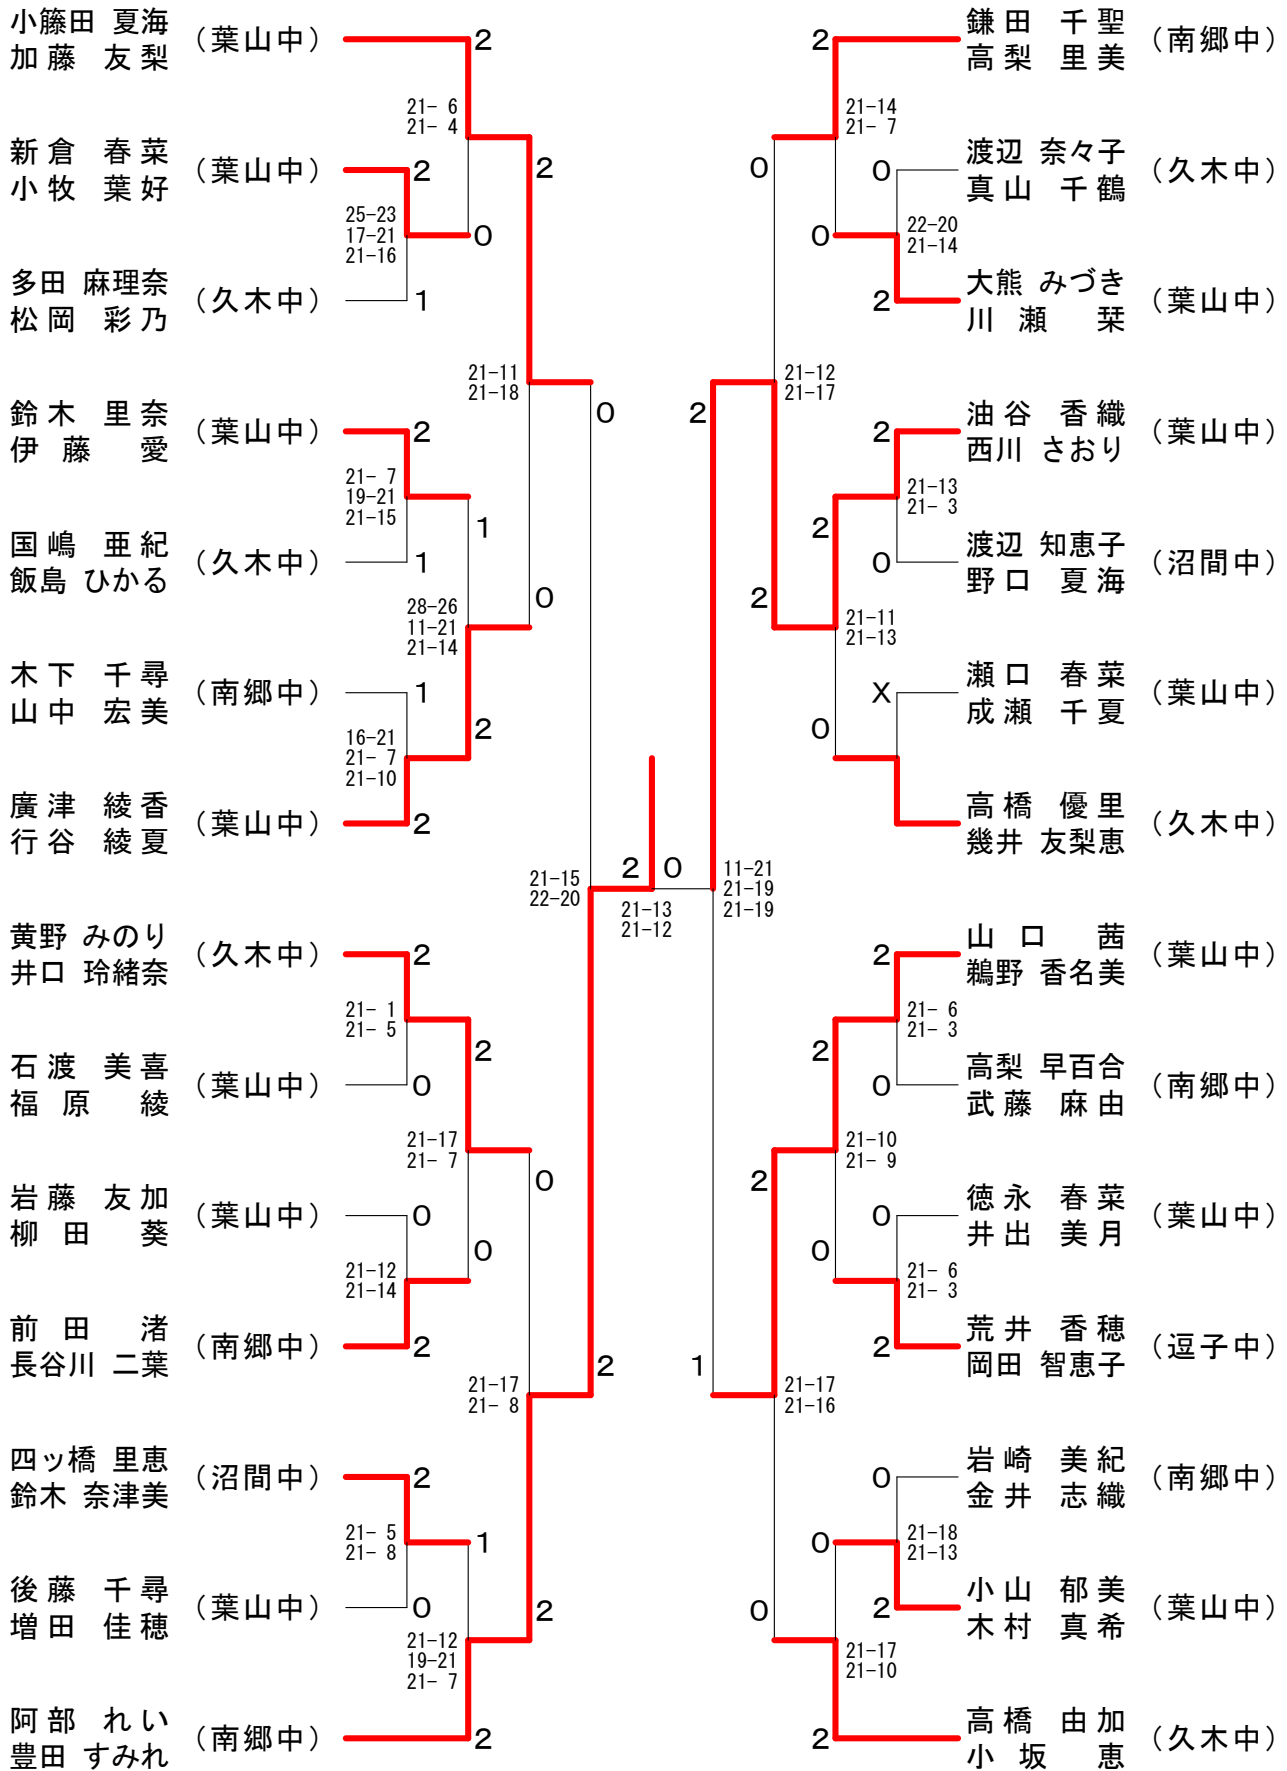 小籐田 夏海
加藤 友梨
(葉山中)
2
21- 6
21- 4
新倉 春菜
小牧 葉好
(葉山中)
2
2
25-23
17-21
21-16
0
多田 麻理奈
松岡 彩乃
(久木中)
1
21-11
21-18
0
鈴木 里奈
伊藤 愛
(葉山中)
2
21- 7
19-21
21-15
1
国嶋 亜紀
飯島 ひかる
(久木中)
1
28-26
11-21
21-14
0
木下 千尋
山中 宏美
(南郷中)
1
16-21
21- 7
21-10
2
廣津 綾香
行谷 綾夏
(葉山中)
2
21-15
22-20
2
0
21-13
21-12
黄野 みのり
井口 玲緒奈
(久木中)
2
21- 1
21- 5
2
石渡 美喜
福原 綾
(葉山中)
0
21-17
21- 7
0
岩藤 友加
柳田 葵
(葉山中)
0
21-12
21-14
0
前田 渚
長谷川 二葉
(南郷中)
2
21-17
21- 8
2
四ッ橋 里恵
鈴木 奈津美
(沼間中)
2
21- 5
21- 8
1
後藤 千尋
増田 佳穂
(葉山中)
0
21-12
19-21
21- 7
2
阿部 れい
豊田 すみれ
(南郷中)
2
2
鎌田 千聖
高梨 里美
(南郷中)
21-14
21- 7
0
0
渡辺 奈々子
真山 千鶴
(久木中)
22-20
21-14
0
2
大熊 みづき
川瀬 栞
(葉山中)
21-12
21-17
2
2
油谷 香織
西川 さおり
(葉山中)
21-13
21- 3
2
0
渡辺 知恵子
野口 夏海
(沼間中)
2
21-11
21-13
X
瀬口 春菜
成瀬 千夏
(葉山中)
0
高橋 優里
幾井 友梨恵
(久木中)
11-21
21-19
21-19
2
山口 茜
鵜野 香名美
(葉山中)
21- 6
21- 3
2
0
高梨 早百合
武藤 麻由
(南郷中)
21-10
21- 9
2
0
徳永 春菜
井出 美月
(葉山中)
0
21- 6
21- 3
2
荒井 香穂
岡田 智恵子
(逗子中)
1
21-17
21-16
0
岩崎 美紀
金井 志織
(南郷中)
21-18
21-13
0
2
小山 郁美
木村 真希
(葉山中)
0
21-17
21-10
2
高橋 由加
小坂 恵
(久木中)